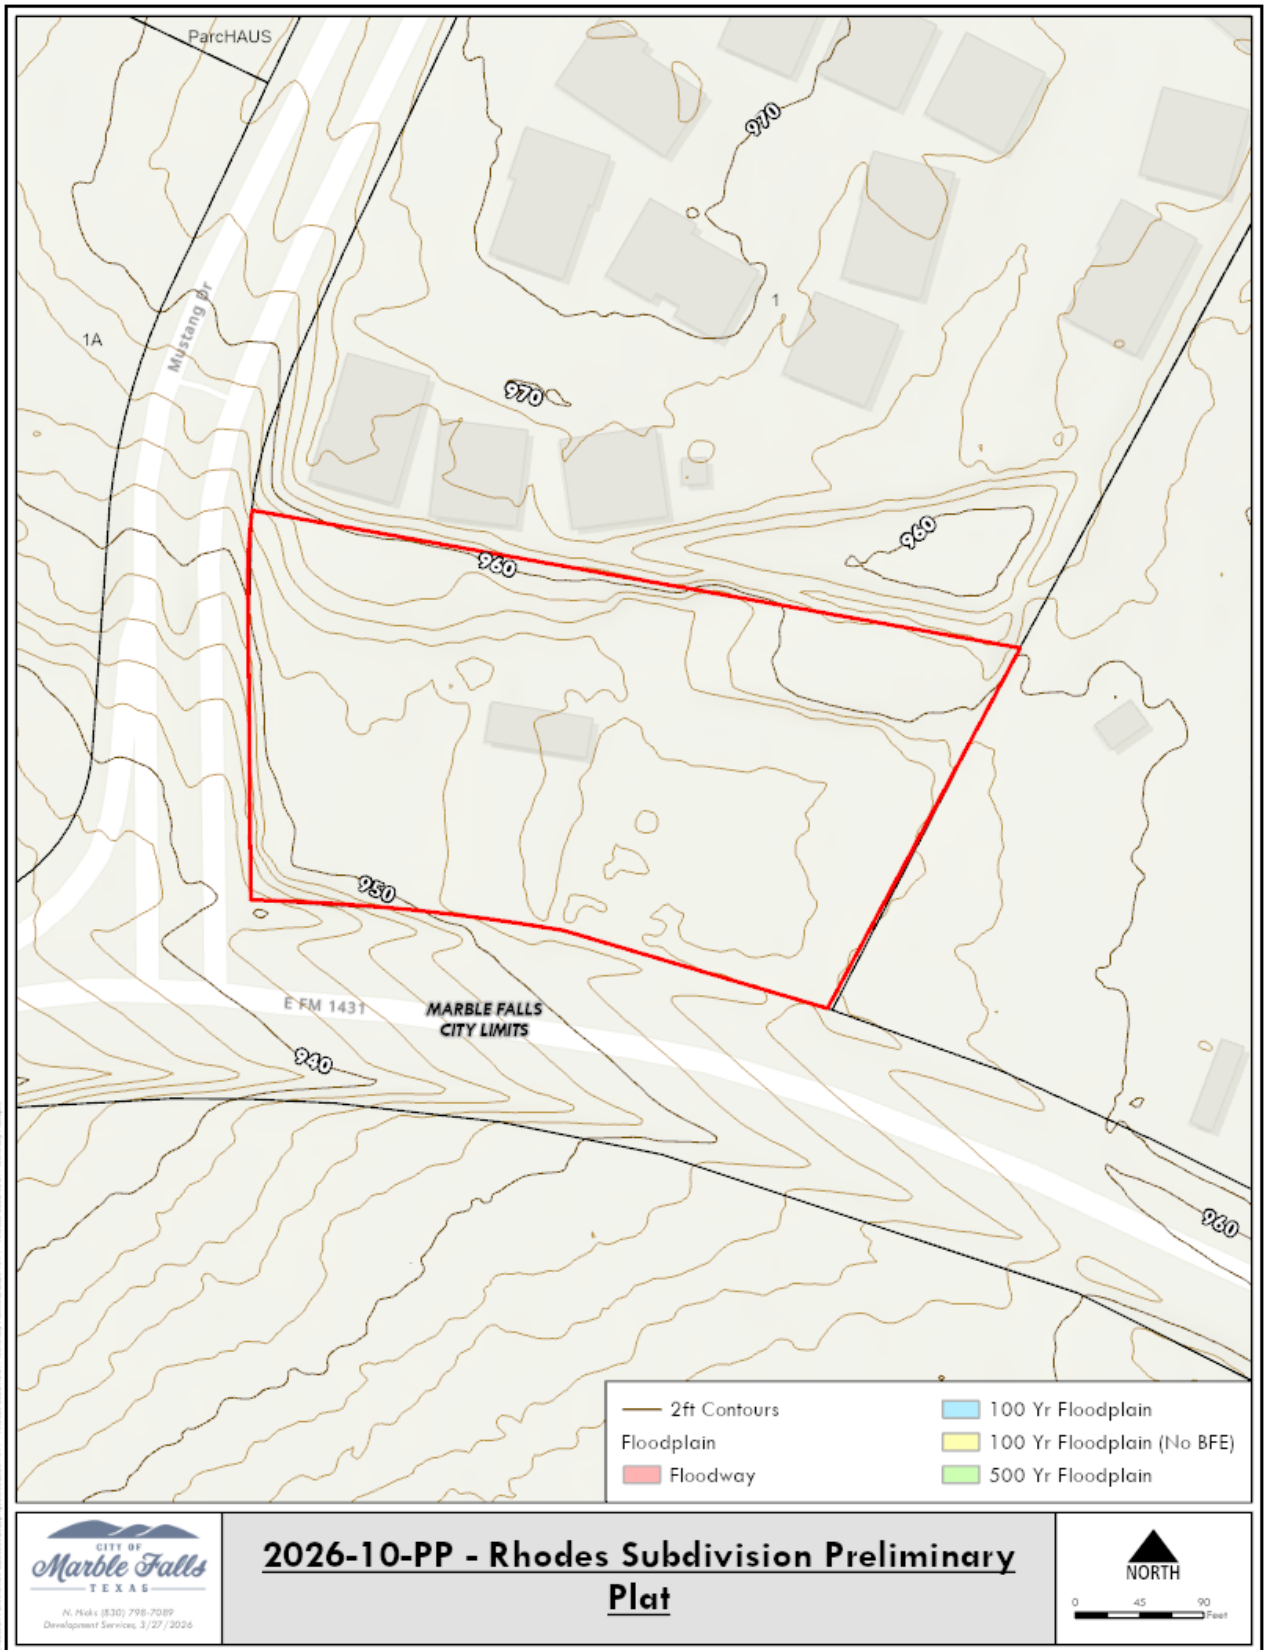 ParcHAUS
970
Mustang Dr
1
1A
970
960
960
950
E FM 1431
MARBLE FALLS
CITY LIMITS
940
960
2ft Contours
Floodplain
Floodway
100 Yr Floodplain
100 Yr Floodplain (No BFE)
500 Yr Floodplain
CITY OF
Marble Falls
TEXAS
N. Hicks (830) 798-7089
Development Services, 3/27/2026
2026-10-PP - Rhodes Subdivision Preliminary
Plat
NORTH
0 45 90
Feet